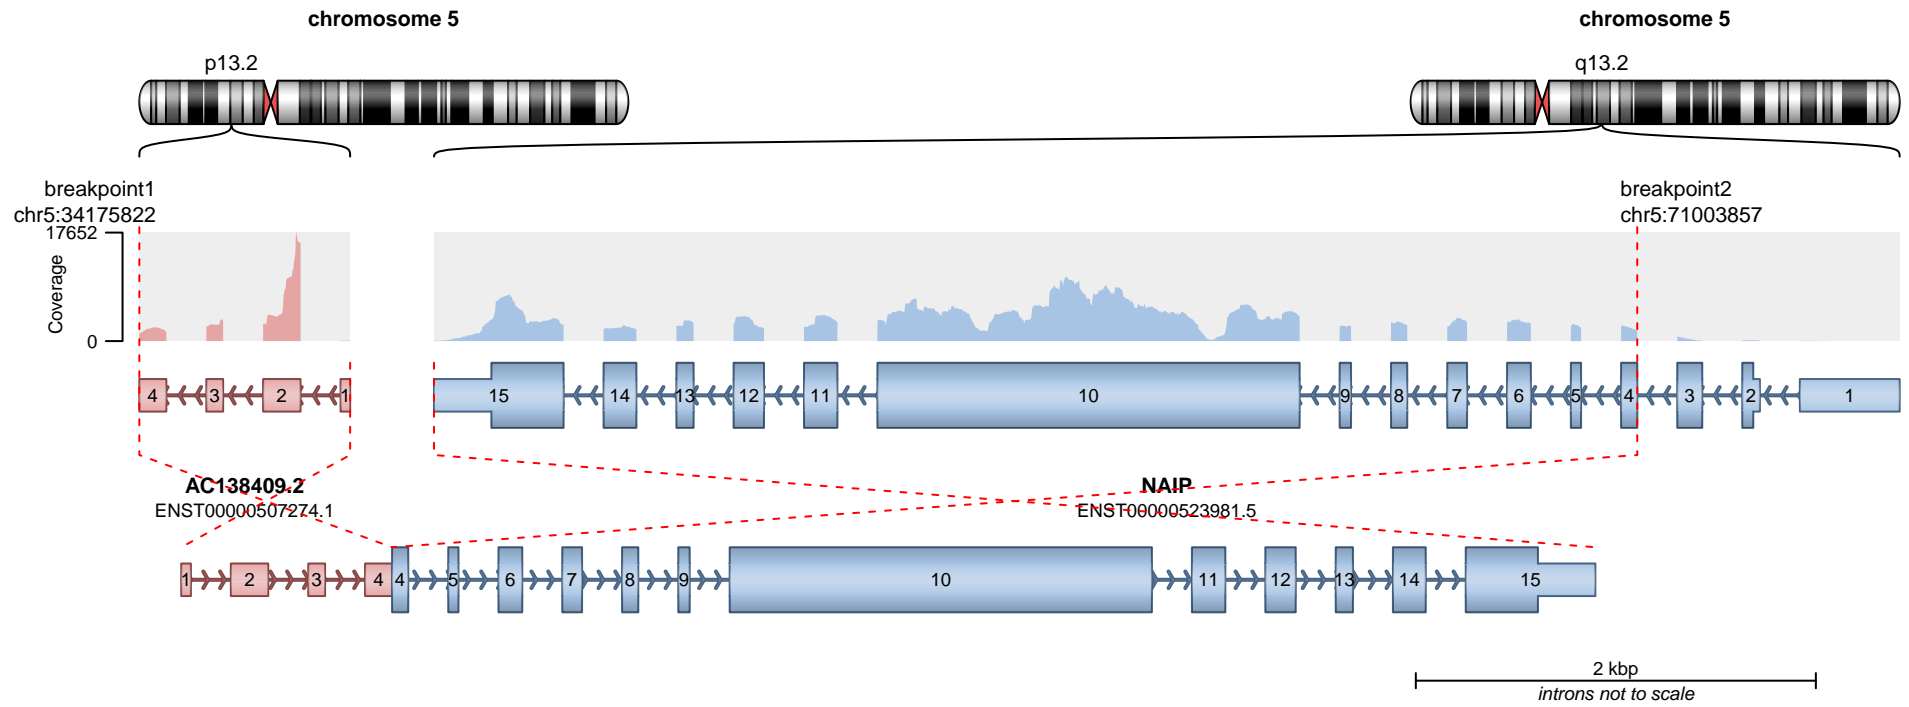 chromosome 5
chromosome 5
p13.2
q13.2
breakpoint1
chr5:34175822
breakpoint2
chr5:71003857
17652
Coverage
0
4 3 2 1
15 14 13 12 11 10 9 8 7 6 5 4 3 2 1
AC138409.2
ENST00000507274.1
NAIP
ENST00000523981.5
1 2 3 4 4 5 6 7 8 9 10 11 12 13 14 15
2 kbp
introns not to scale